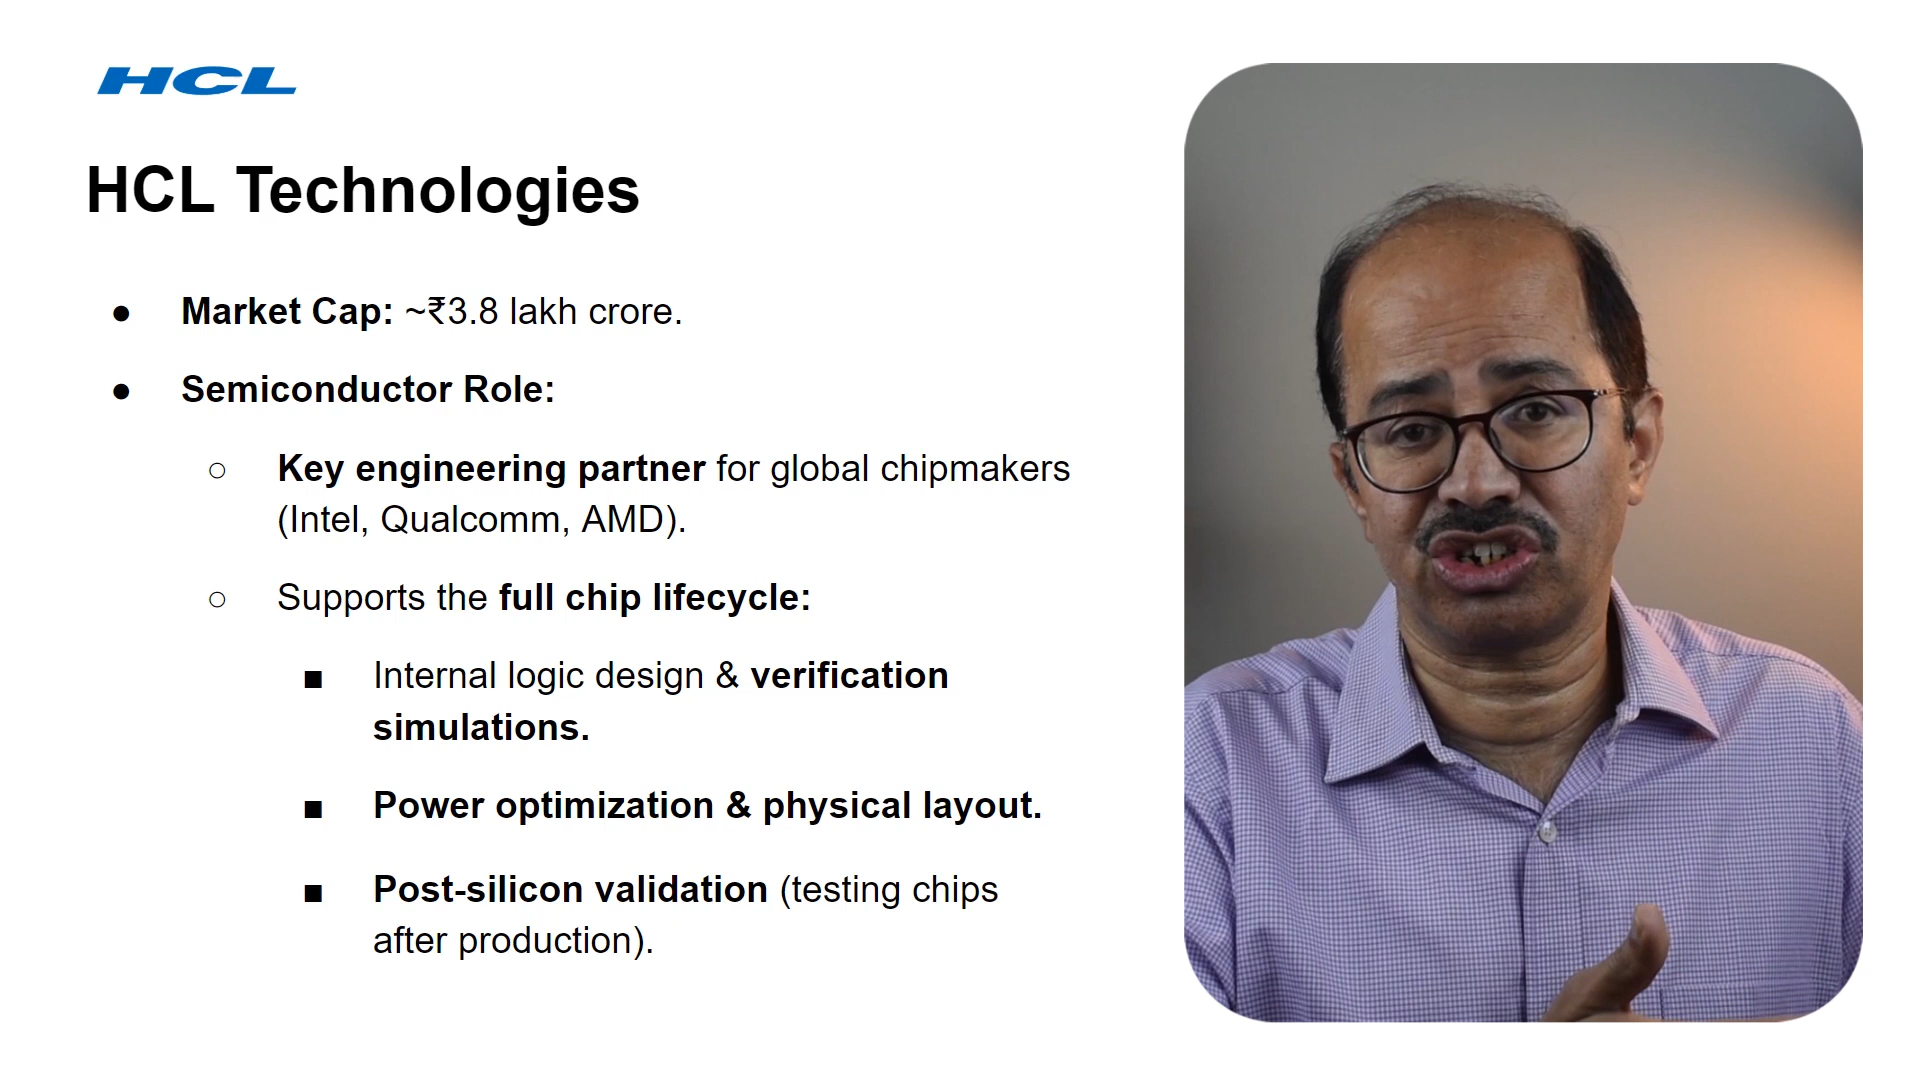 HCL
HCL Technologies
● Market Cap: ~₹3.8 lakh crore.
● Semiconductor Role:
○ Key engineering partner for global chipmakers
(Intel, Qualcomm, AMD).
○ Supports the full chip lifecycle:
■ Internal logic design & verification
simulations.
■ Power optimization & physical layout.
■ Post-silicon validation (testing chips
after production).